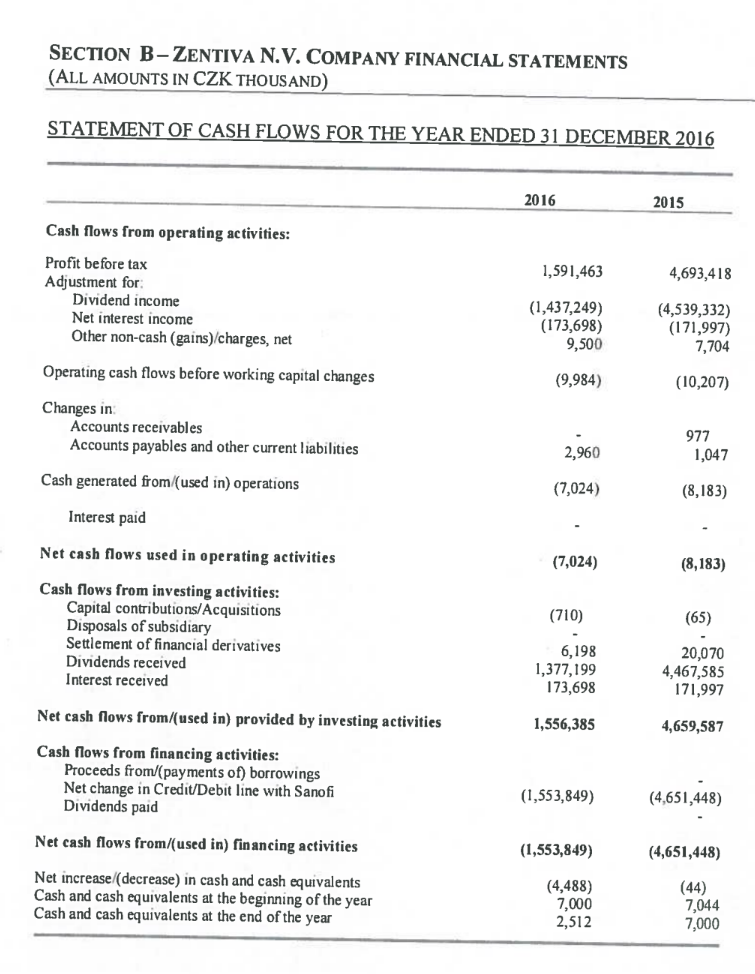 SECTION B – ZENTIVA N.V. COMPANY FINANCIAL STATEMENTS
(ALL AMOUNTS IN CZK THOUSAND)
STATEMENT OF CASH FLOWS FOR THE YEAR ENDED 31 DECEMBER 2016
2016 2015
Cash flows from operating activities:
Profit before tax 1,591,463 4,693,418
Adjustment for:
Dividend income (1,437,249) (4,539,332)
Net interest income (173,698) (171,997)
Other non-cash (gains)/charges, net 9,500 7,704
Operating cash flows before working capital changes (9,984) (10,207)
Changes in:
Accounts receivables - 977
Accounts payables and other current liabilities 2,960 1,047
Cash generated from/(used in) operations (7,024) (8,183)
Interest paid - -
Net cash flows used in operating activities (7,024) (8,183)
Cash flows from investing activities:
Capital contributions/Acquisitions (710) (65)
Disposals of subsidiary - -
Settlement of financial derivatives 6,198 20,070
Dividends received 1,377,199 4,467,585
Interest received 173,698 171,997
Net cash flows from/(used in) provided by investing activities 1,556,385 4,659,587
Cash flows from financing activities:
Proceeds from/(payments of) borrowings -
Net change in Credit/Debit line with Sanofi (1,553,849) (4,651,448)
Dividends paid -
Net cash flows from/(used in) financing activities (1,553,849) (4,651,448)
Net increase/(decrease) in cash and cash equivalents (4,488) (44)
Cash and cash equivalents at the beginning of the year 7,000 7,044
Cash and cash equivalents at the end of the year 2,512 7,000